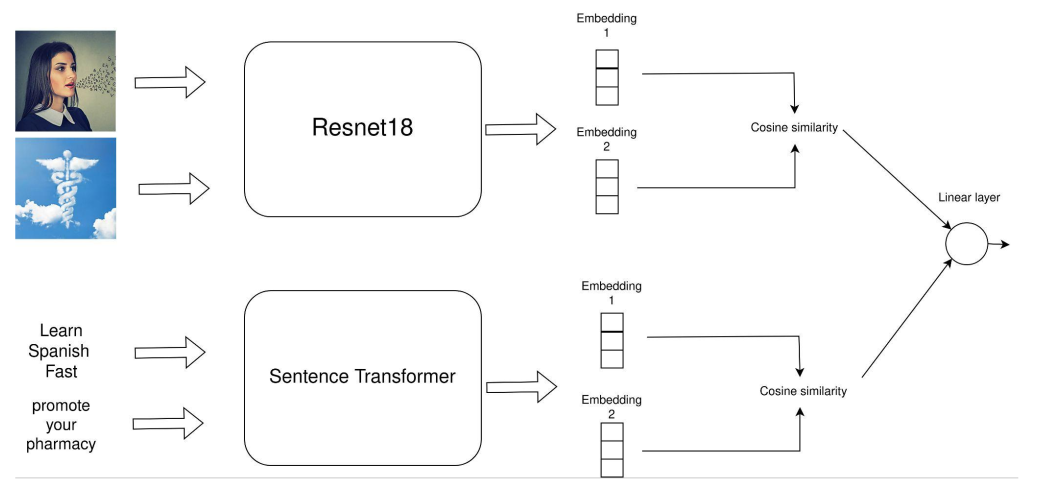 Embedding
1
Resnet18
Embedding
2
Cosine similarity
Linear layer
Learn
Spanish
Fast
promote
your
pharmacy
Sentence Transformer
Embedding
1
Embedding
2
Cosine similarity